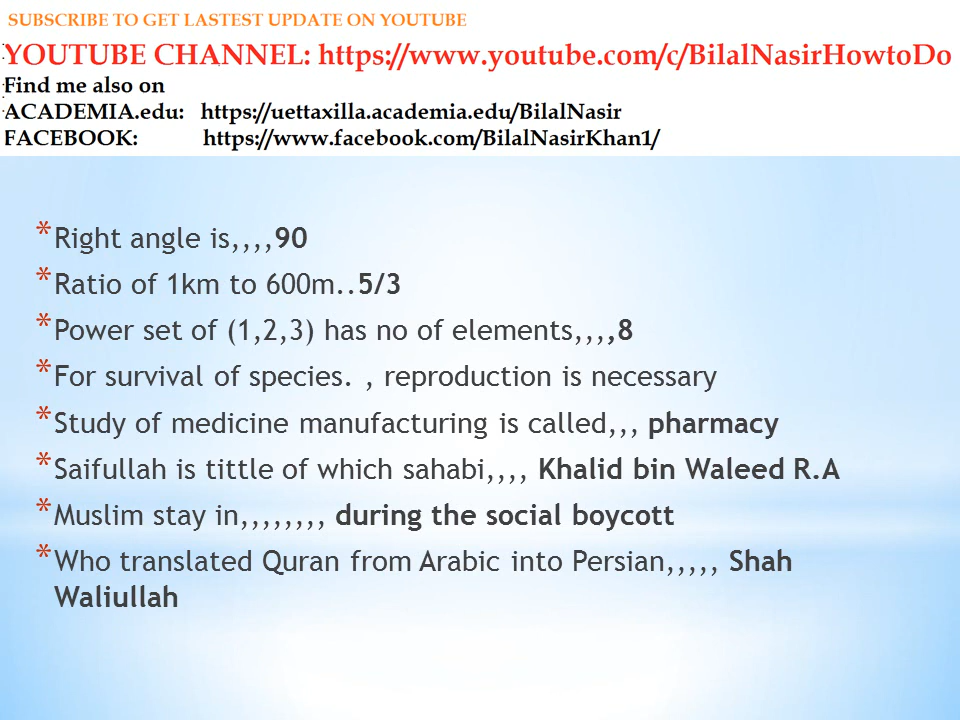 SUBSCRIBE TO GET LASTEST UPDATE ON YOUTUBE
YOUTUBE CHANNEL: https://www.youtube.com/c/BilalNasirHowtoDo
Find me also on
ACADEMIA.edu: https://uettaxilla.academia.edu/BilalNasir
FACEBOOK: https://www.facebook.com/BilalNasirKhan1/
* Right angle is,,,,90
* Ratio of 1km to 600m..5/3
* Power set of (1,2,3) has no of elements,,,,8
* For survival of species. , reproduction is necessary
* Study of medicine manufacturing is called,,, pharmacy
* Saifullah is tittle of which sahabi,,,, Khalid bin Waleed R.A
* Muslim stay in,,,,,,,, during the social boycott
* Who translated Quran from Arabic into Persian,,,,, Shah
Waliullah